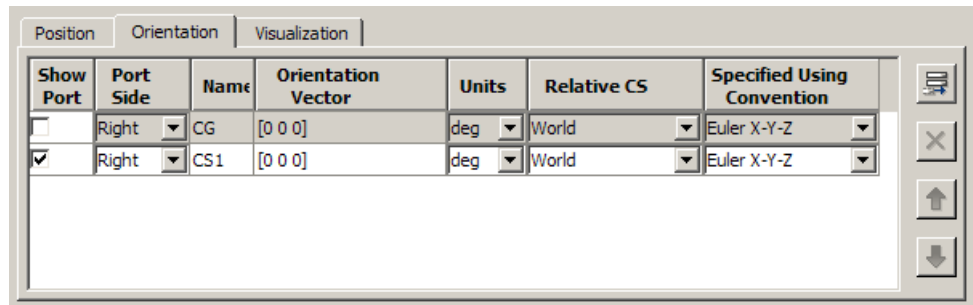 Position Orientation Visualization
Show Port Port Side Name Orientation Vector Units Relative CS Specified Using Convention
Right CG [0 0 0] deg World Euler X-Y-Z
Right CS1 [0 0 0] deg World Euler X-Y-Z